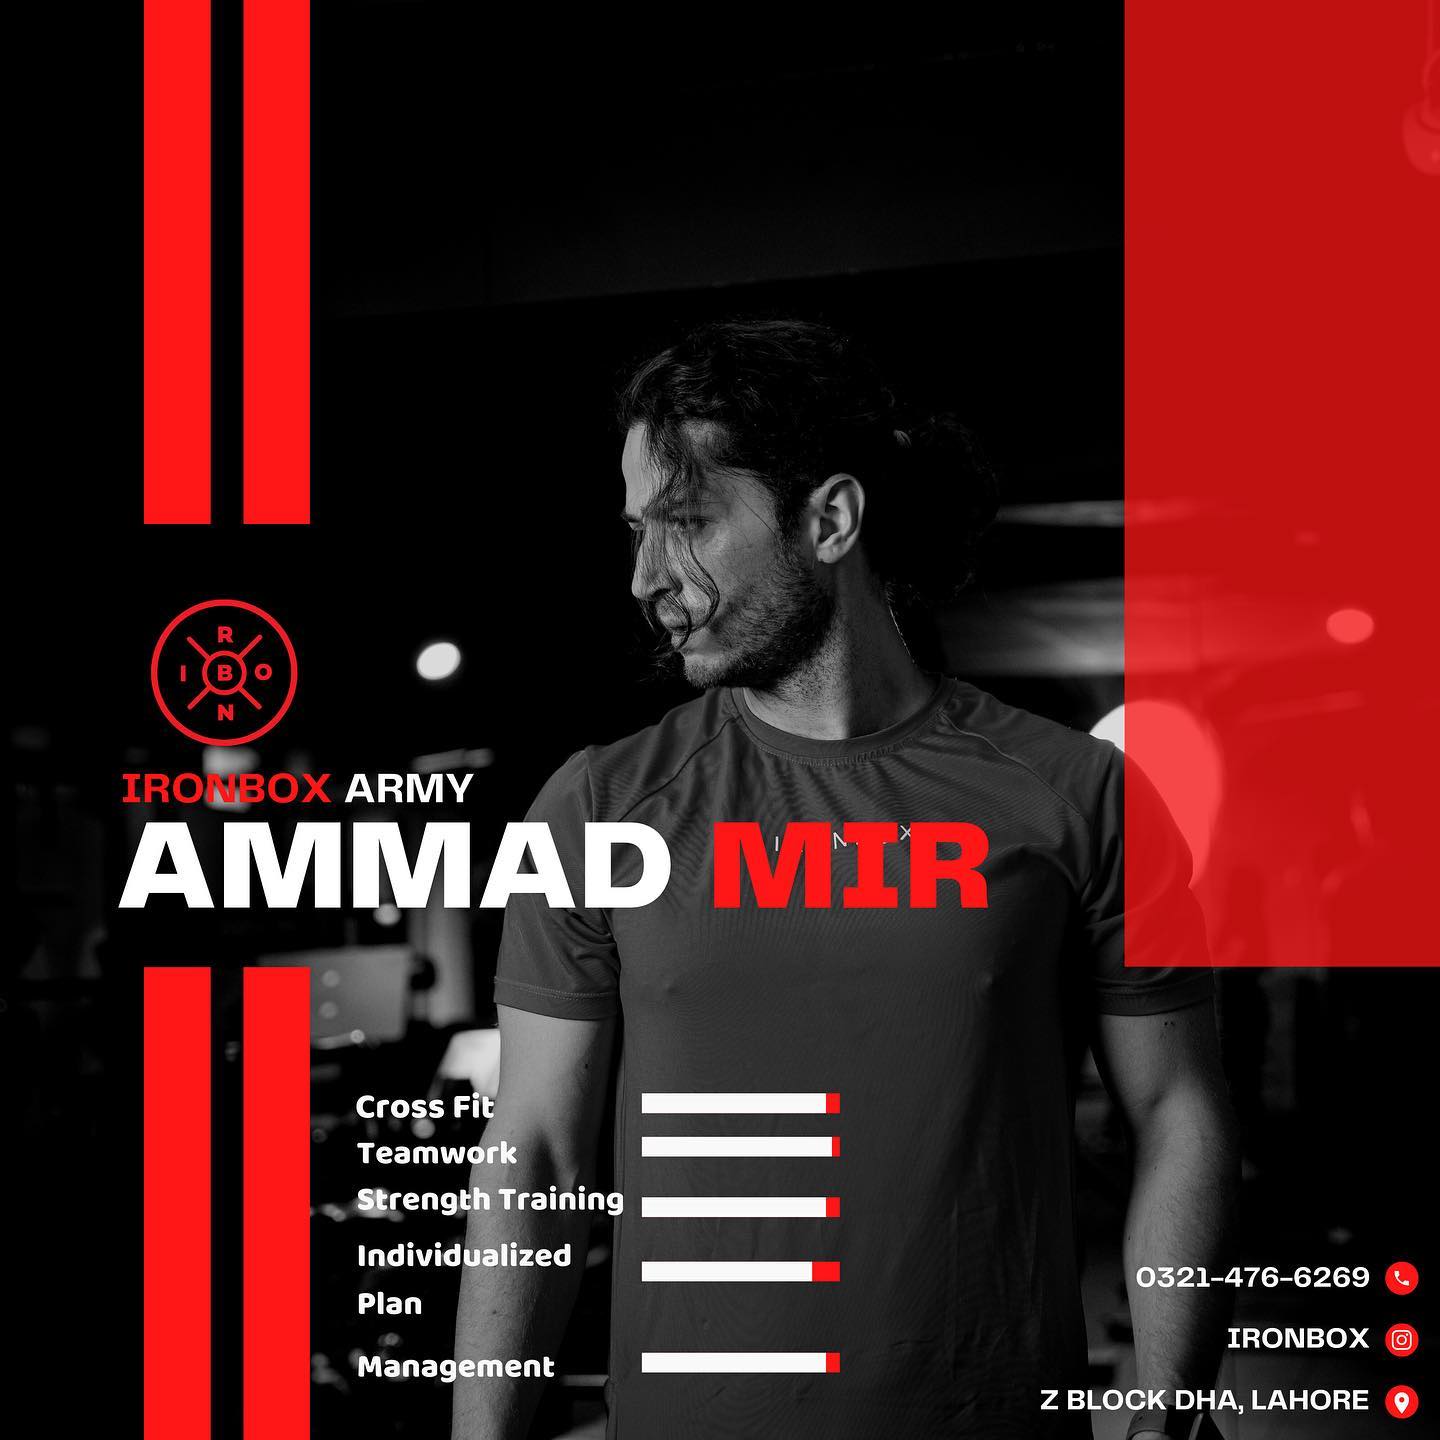 R
I B O
N
IRONBOX ARMY
AMMAD MIR
Cross Fit
Teamwork
Strength Training
Individualized
Plan
Management
0321-476-6269
IRONBOX
Z BLOCK DHA, LAHORE